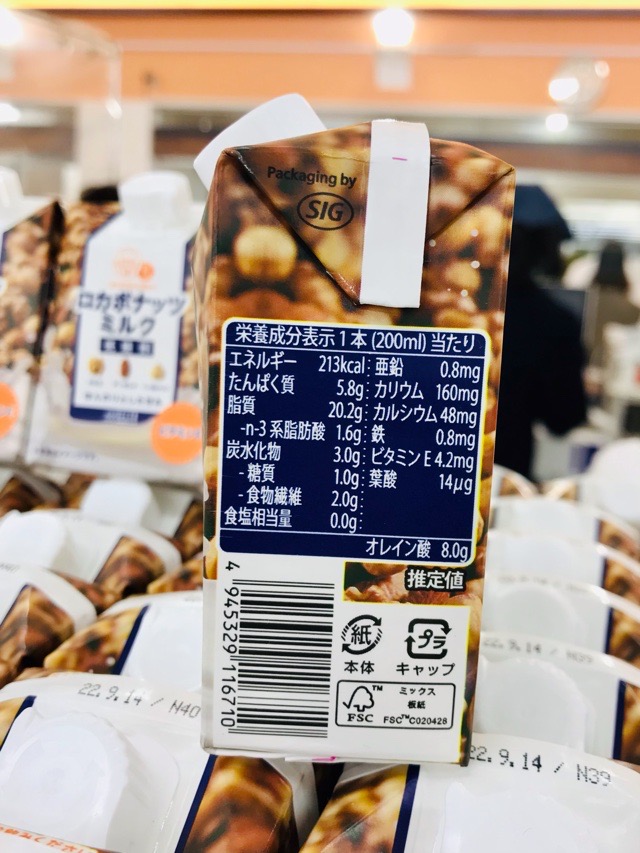 Packaging by
SIG
ロカボナッツ
ミルク
栄養成分表示1本(200ml)当たり
エネルギー 213kcal
たんぱく質 5.8g
脂質 20.2g
-n-3系脂肪酸 1.6g
炭水化物 3.0g
-糖質 1.0g
-食物繊維 2.0g
食塩相当量 0.0g
亜鉛 0.8mg
カリウム 160mg
カルシウム 48mg
鉄 0.8mg
ビタミンE 4.2mg
葉酸 14μg
オレイン酸 8.0g
推定値
4 945329 116710
紙
本体
プラ
キャップ
FSC™
ミックス
板紙
FSC™C020428
22.9.14 / N40
22.9.14 / N39